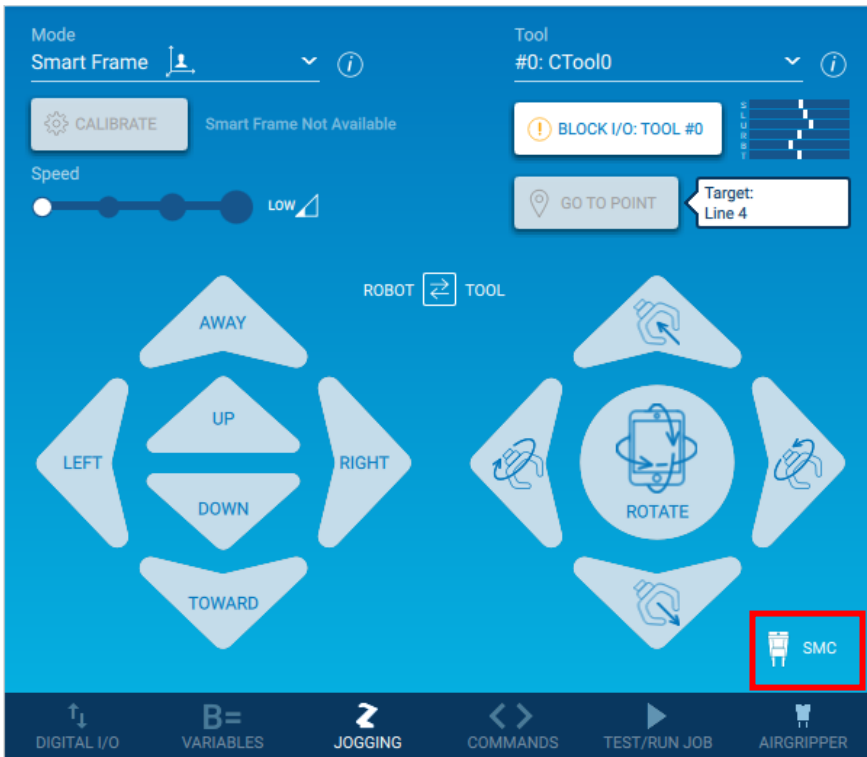 Mode
Smart Frame
i
Tool
#0: CTool0
i
CALIBRATE
Smart Frame Not Available
! BLOCK I/O: TOOL #0
S
L
U
R
B
T
Speed
LOW
GO TO POINT
Target:
Line 4
ROBOT TOOL
AWAY
UP
LEFT
RIGHT
DOWN
TOWARD
ROTATE
SMC
B=
DIGITAL I/O
VARIABLES
JOGGING
COMMANDS
TEST/RUN JOB
AIRGRIPPER